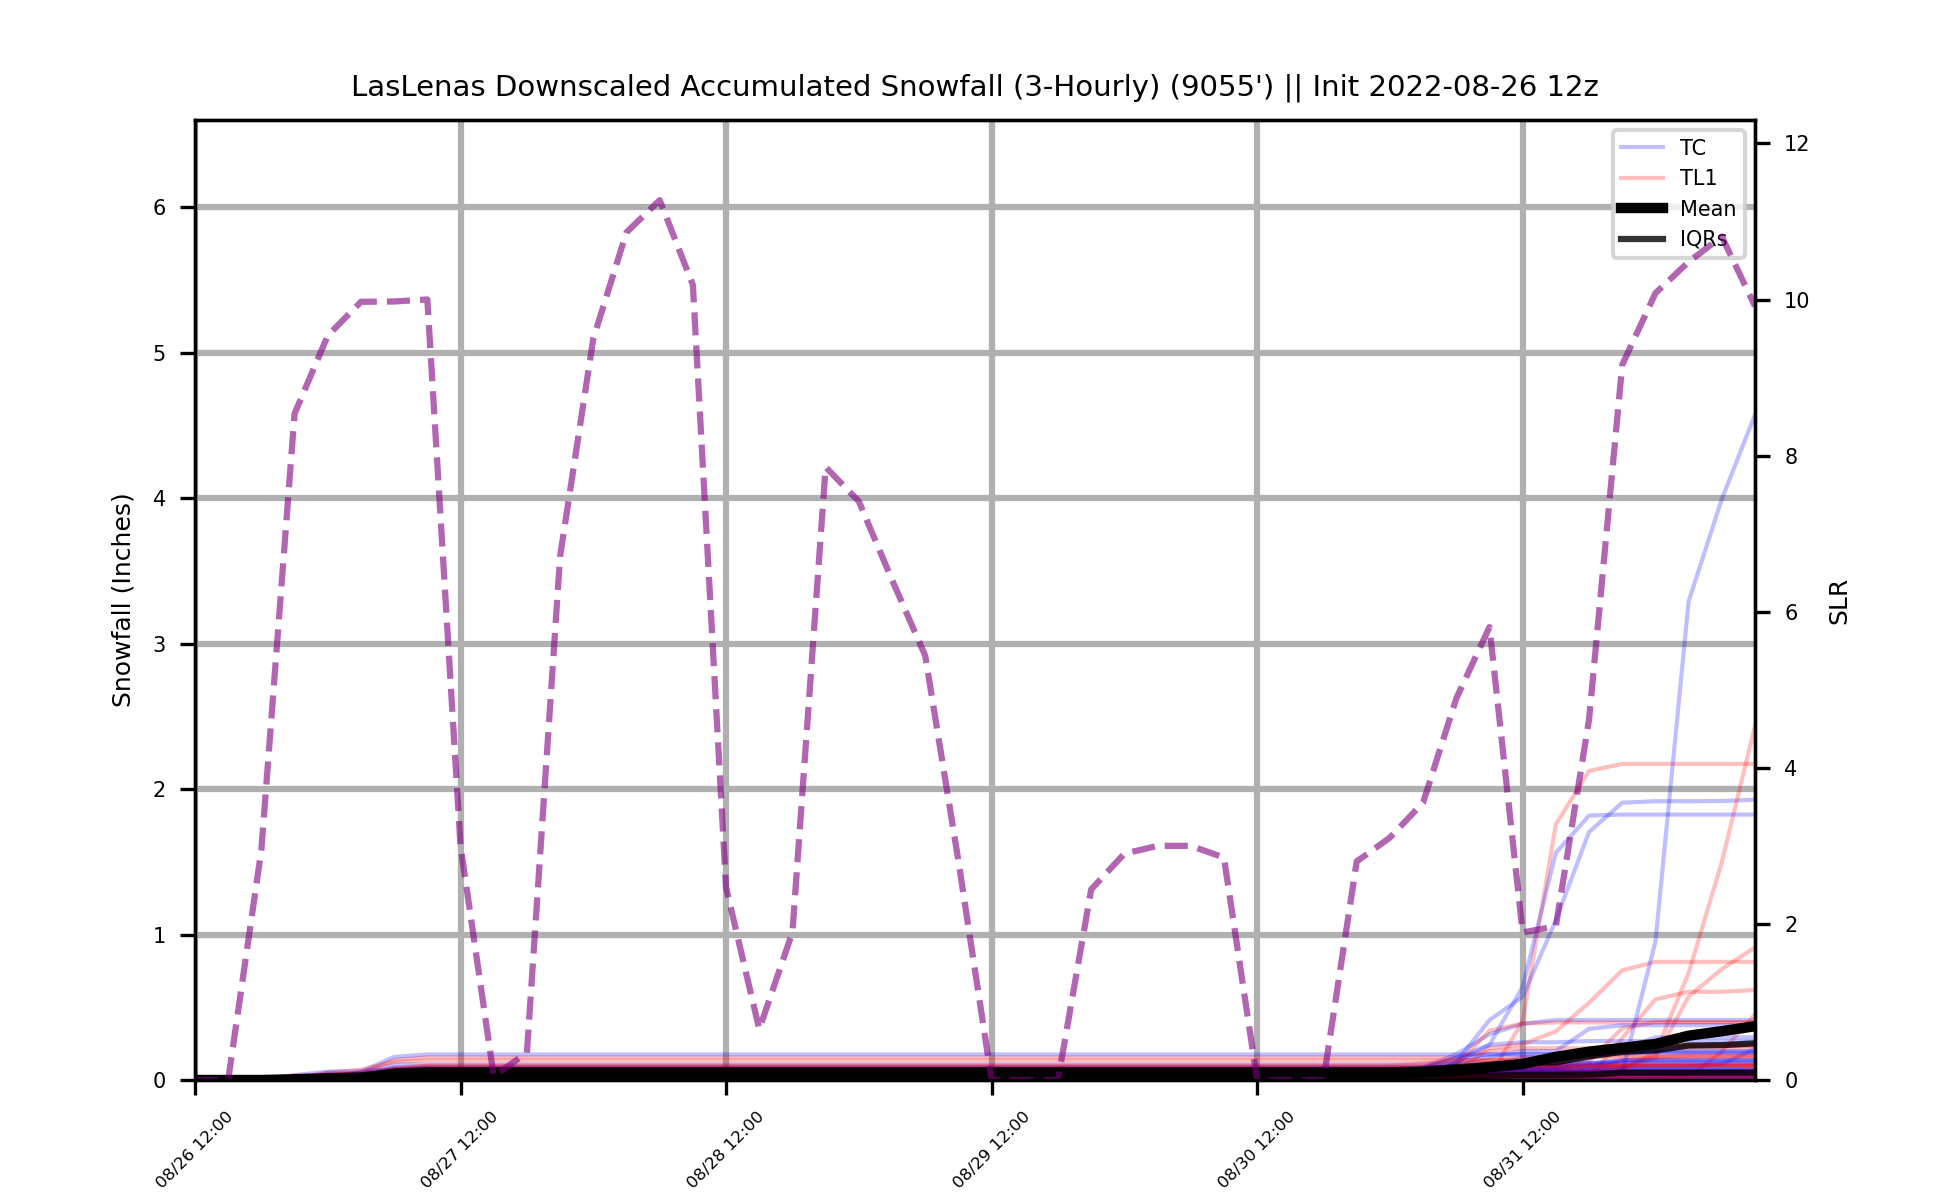 LasLenas Downscaled Accumulated Snowfall (3-Hourly) (9055') || Init 2022-08-26 12z
TC
TL1
Mean
IQRs
Snowfall (Inches)
6
5
4
3
2
1
0
SLR
12
10
8
6
4
2
0
08/26 12:00
08/27 12:00
08/28 12:00
08/29 12:00
08/30 12:00
08/31 12:00